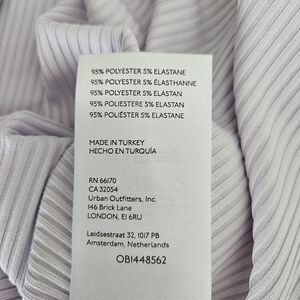 95% POLYESTER 5% ELASTANE
95% POLYESTER 5% ÉLASTHANNE
95% POLYESTER 5% ELASTAN
95% POLIESTERE 5% ELASTAN
95% POLIÉSTER 5% ELASTANE
MADE IN TURKEY
HECHO EN TURQUÍA
RN 66170
CA 32054
Urban Outfitters, Inc.
146 Brick Lane
LONDON, E1 6RU
Leidsestraat 32, 1017 PB
Amsterdam, Netherlands
OB1448562